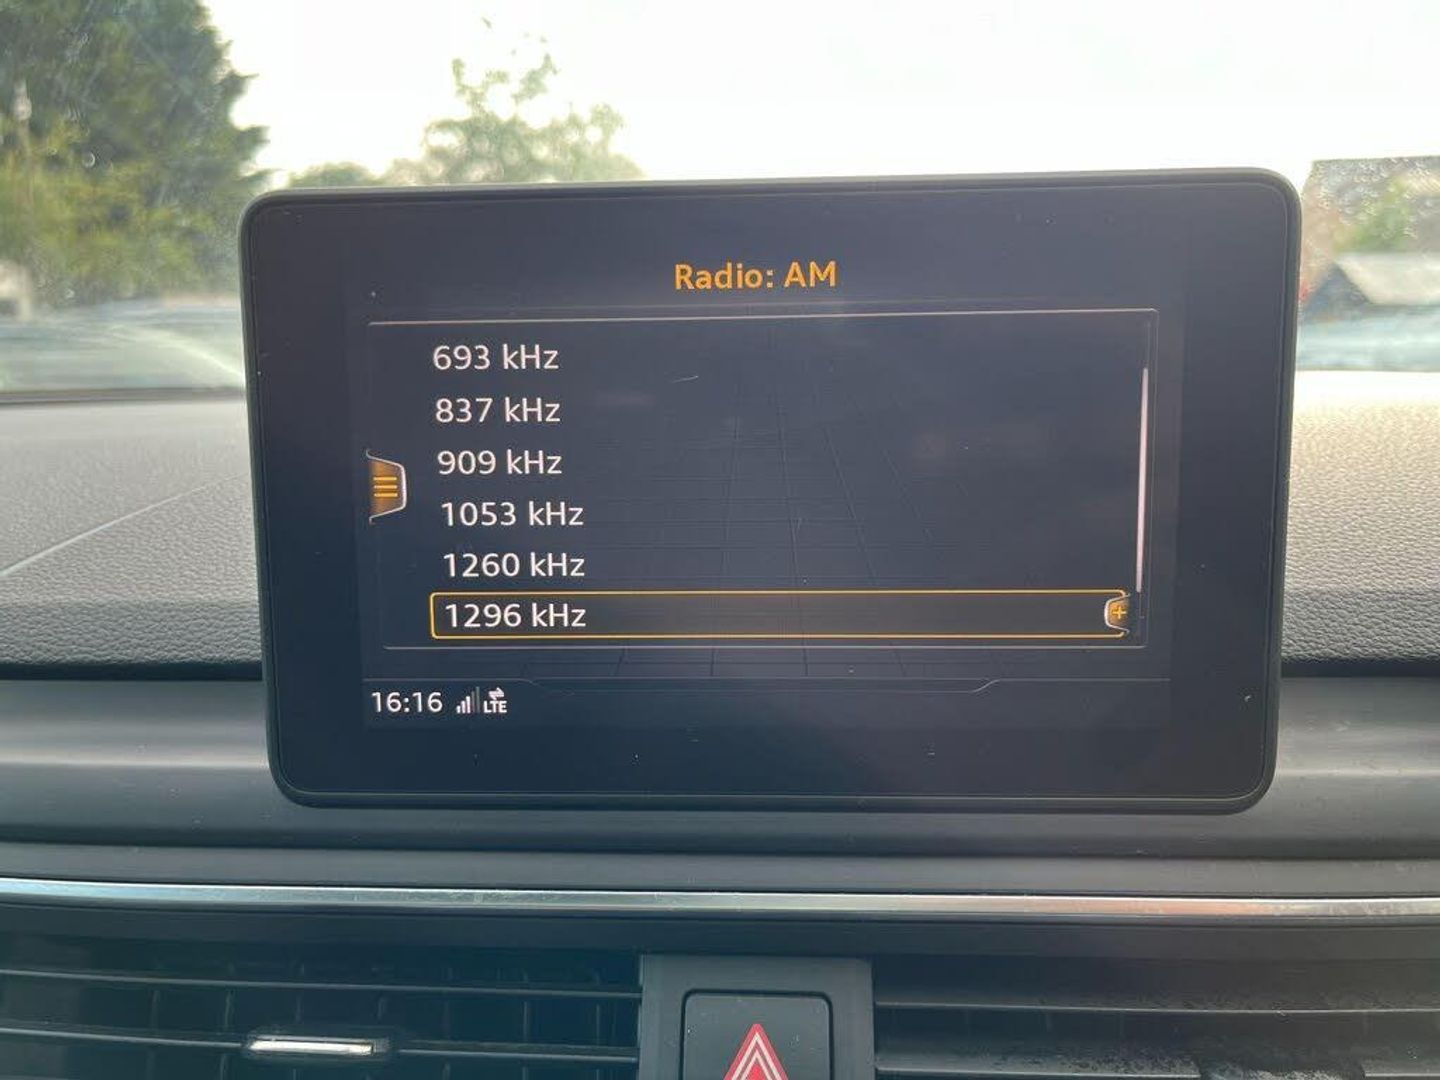 Radio: AM
693 kHz
837 kHz
909 kHz
1053 kHz
1260 kHz
1296 kHz
16:16 LTE